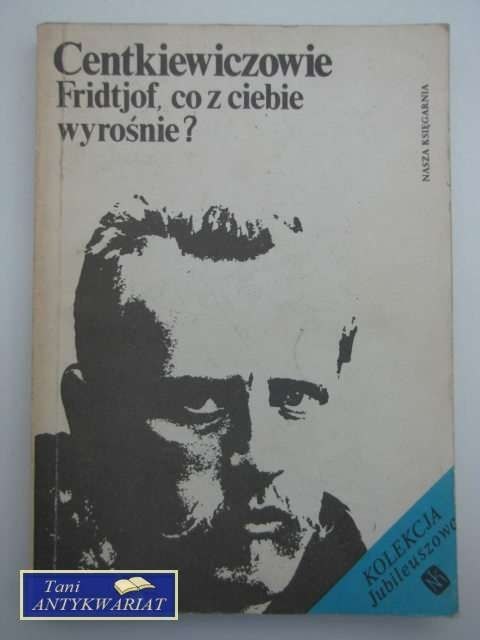 Centkiewiczowie
Fridtjof, co z ciebie
wyrośnie?
NASZA KSIĘGARNIA
KOLEKCJA
Jubileuszowa
Tani
ANTYKWARIAT